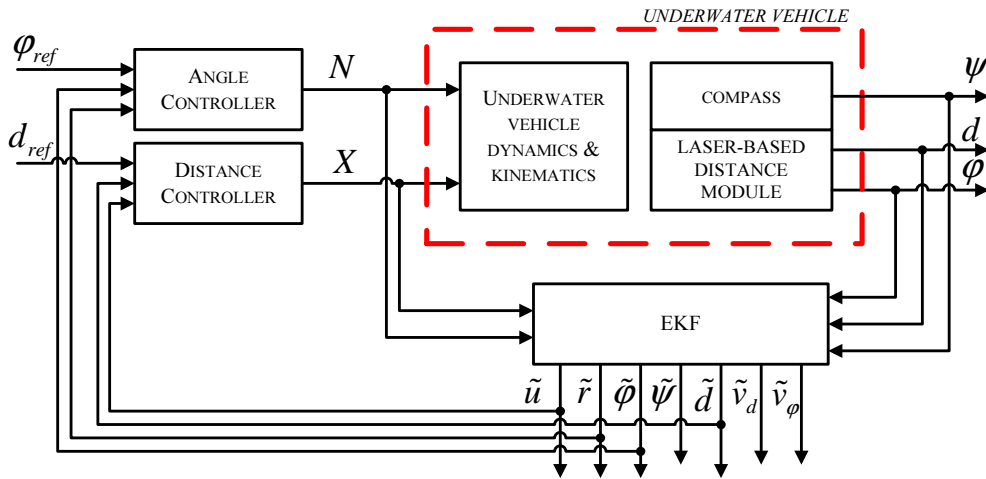 UNDERWATER VEHICLE
φ_ref
ANGLE
CONTROLLER
N
d_ref
DISTANCE
CONTROLLER
X
UNDERWATER
VEHICLE
DYNAMICS &
KINEMATICS
COMPASS
LASER-BASED
DISTANCE
MODULE
ψ
d
φ
EKF
ũ r̃ φ̃ ψ̃ d̃ ṽ_d ṽ_φ